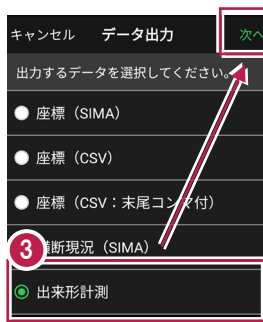 キャンセル データ出力 次へ
出力するデータを選択してください。
座標（SIMA）
座標（CSV）
座標（CSV：末尾コンマ付）
3 横断現況（SIMA）
出来形計測